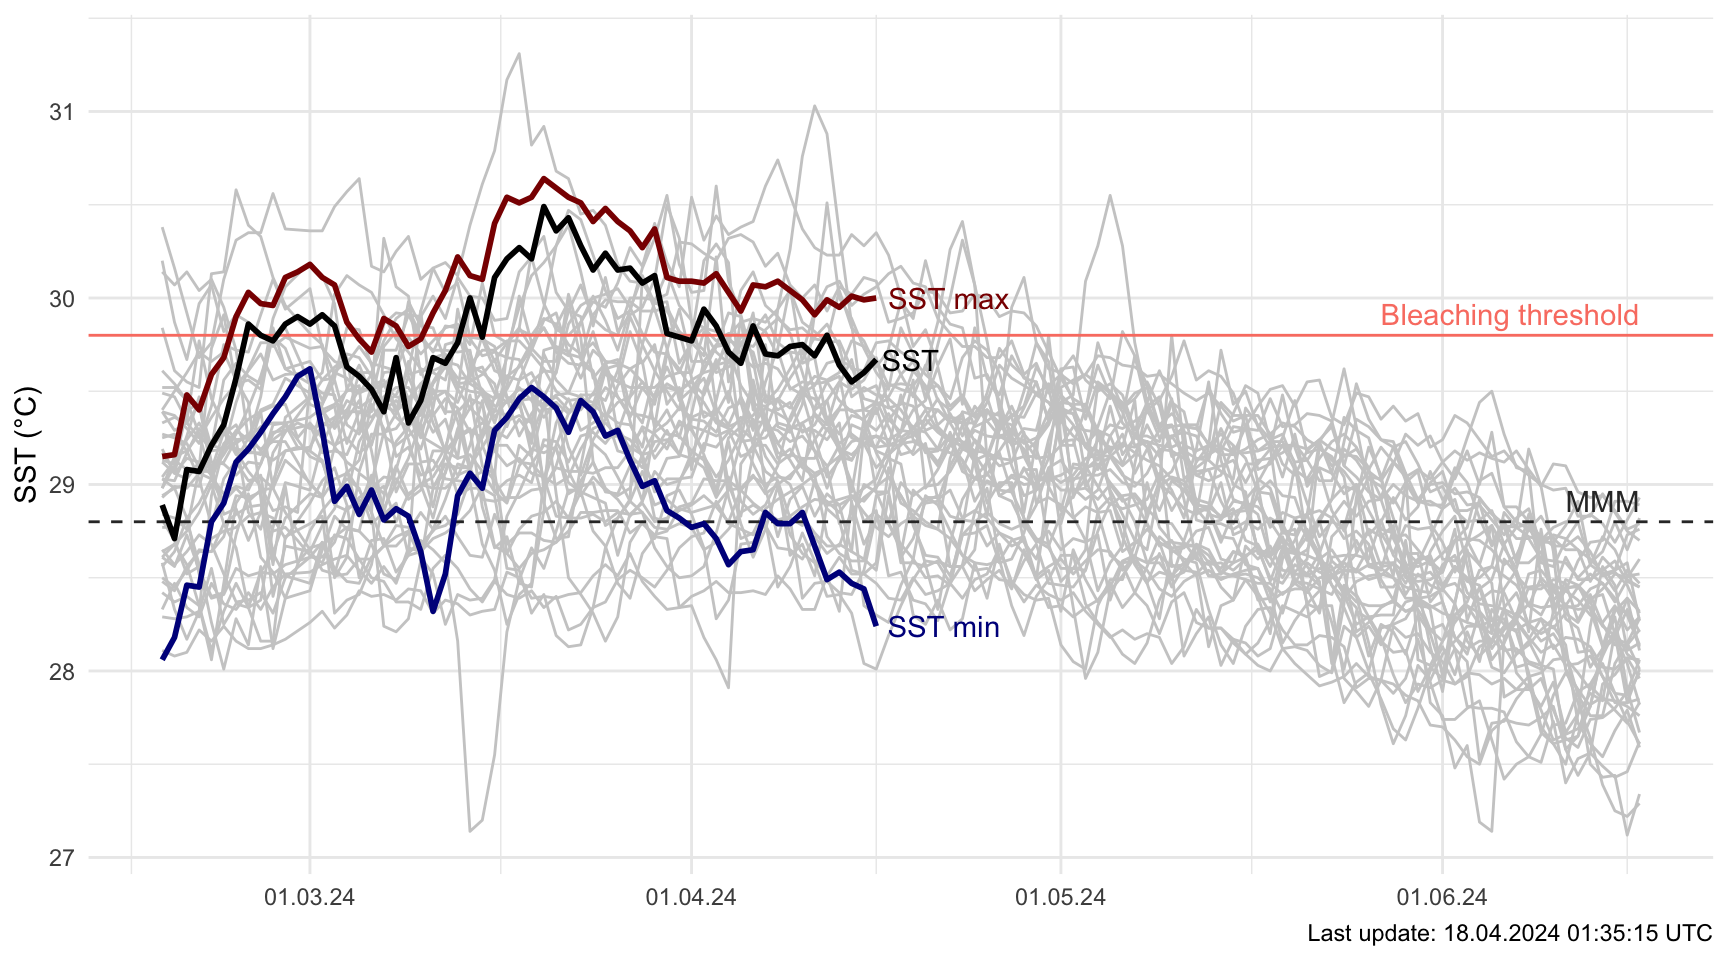 SST (°C)
31
30
29
28
27
SST max
Bleaching threshold
SST
MMM
SST min
01.03.24
01.04.24
01.05.24
01.06.24
Last update: 18.04.2024 01:35:15 UTC